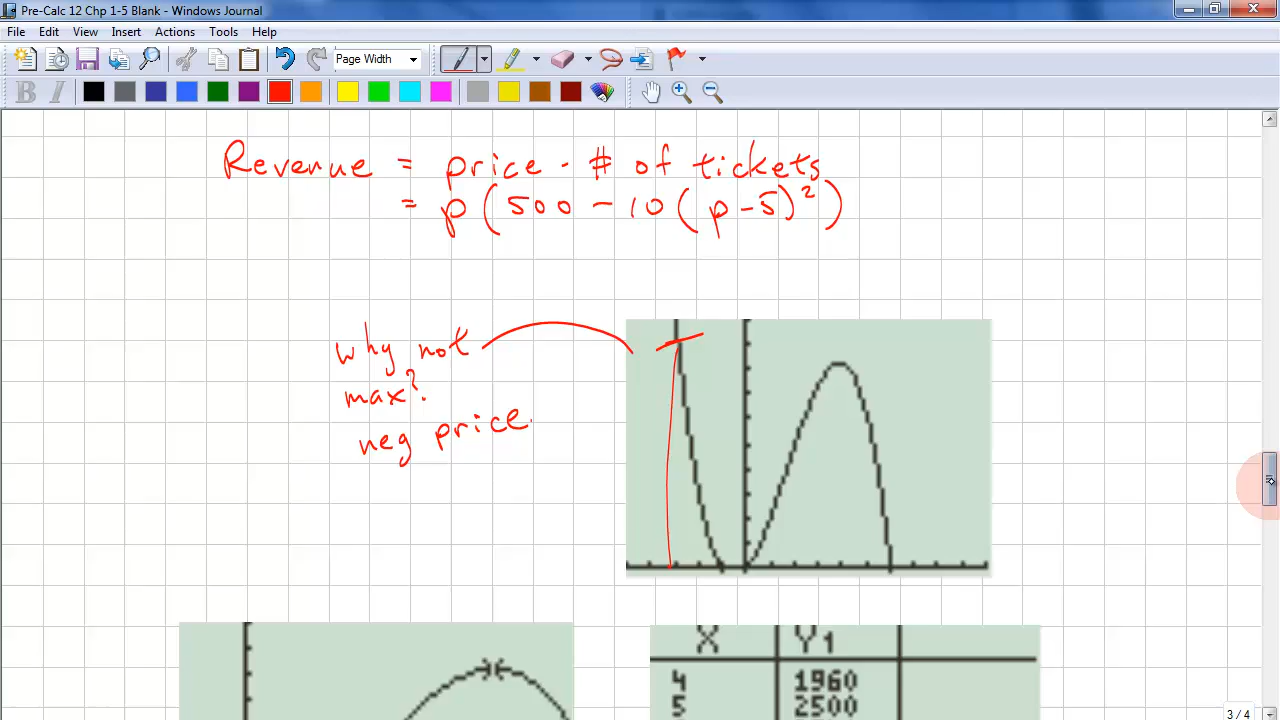 Pre-Calc 12 Chp 1-5 Blank - Windows Journal
File Edit View Insert Actions Tools Help
Page Width
B I
Revenue = price · # of tickets
= p(500 - 10(p-5)²)
why not
max?
neg price.
X Y1
4 1960
5 2500
3 / 4